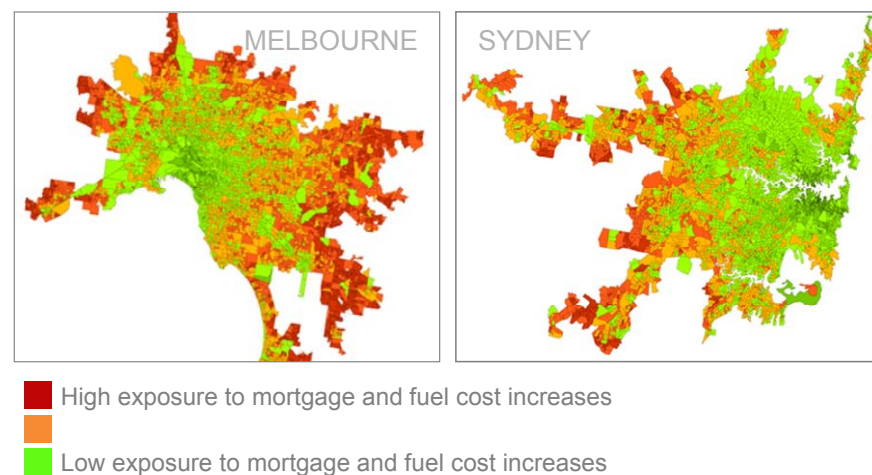 MELBOURNE
SYDNEY
High exposure to mortgage and fuel cost increases
Low exposure to mortgage and fuel cost increases